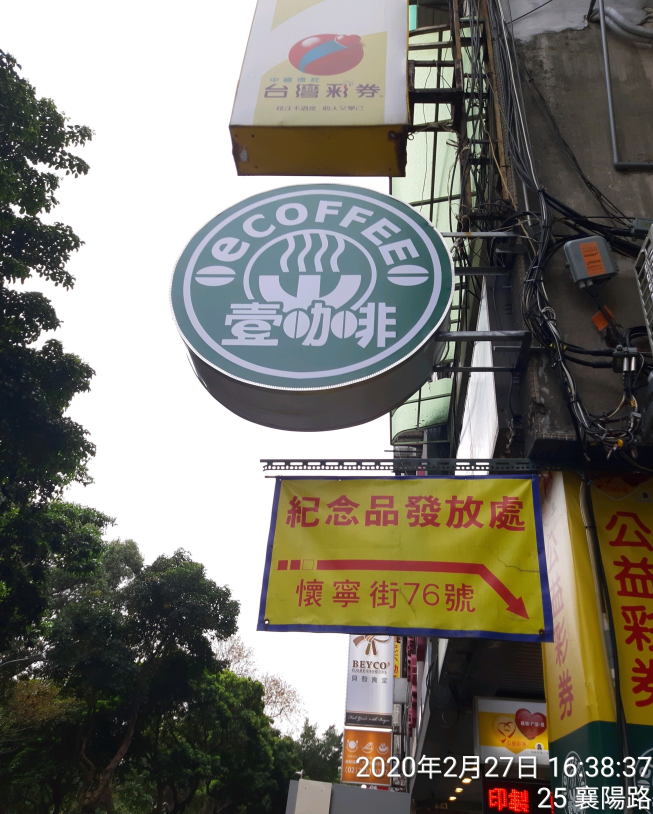 台灣彩券
eCOFFEE
壹咖啡
紀念品發放處
懷寧街76號
公益彩券
BEYCO
印製
2020年2月27日 16:38:37
25 襄陽路